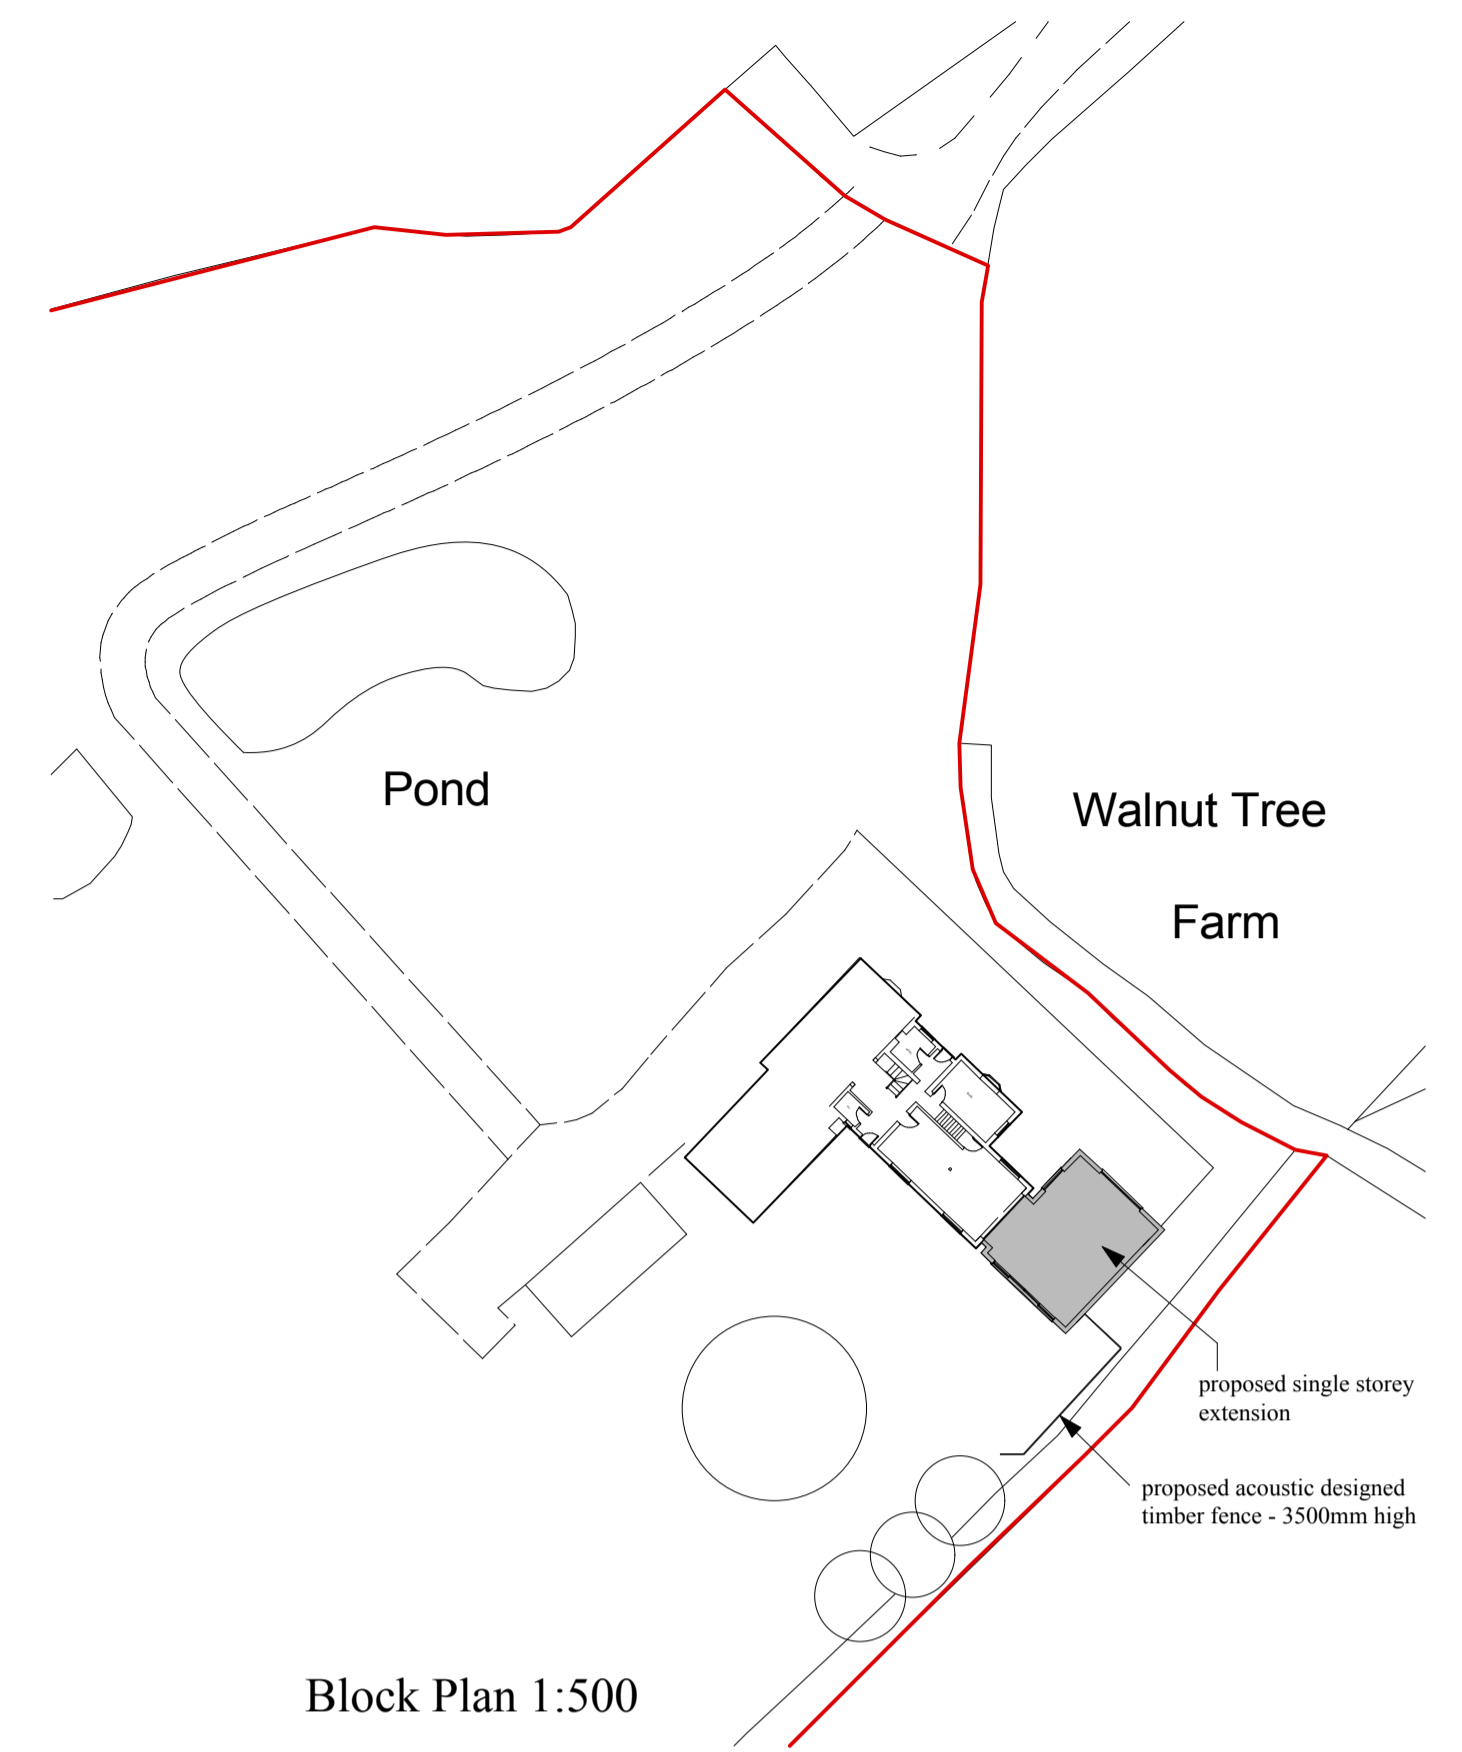 Pond
Walnut Tree
Farm
proposed single storey
extension
proposed acoustic designed
timber fence - 3500mm high
Block Plan 1:500